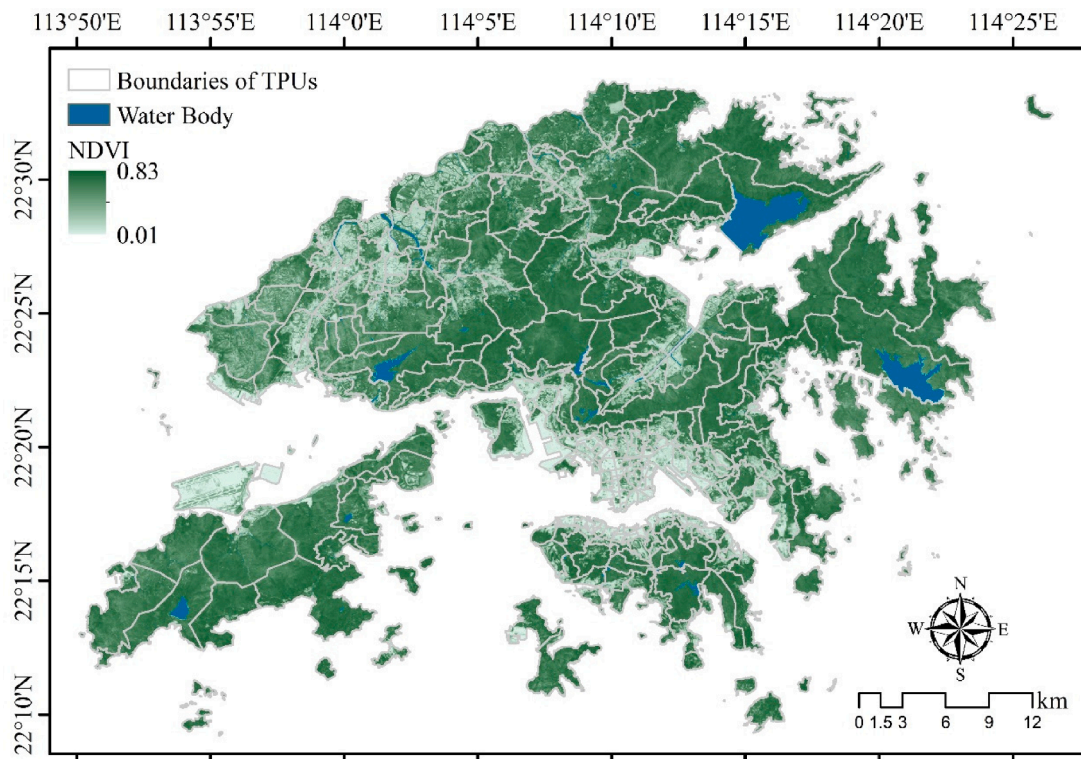 113°50'E 113°55'E 114°0'E 114°5'E 114°10'E 114°15'E 114°20'E 114°25'E
Boundaries of TPUs
Water Body
NDVI
0.83
0.01
22°30'N
22°25'N
22°20'N
22°15'N
22°10'N
N
W E
S
km
0 1.5 3 6 9 12